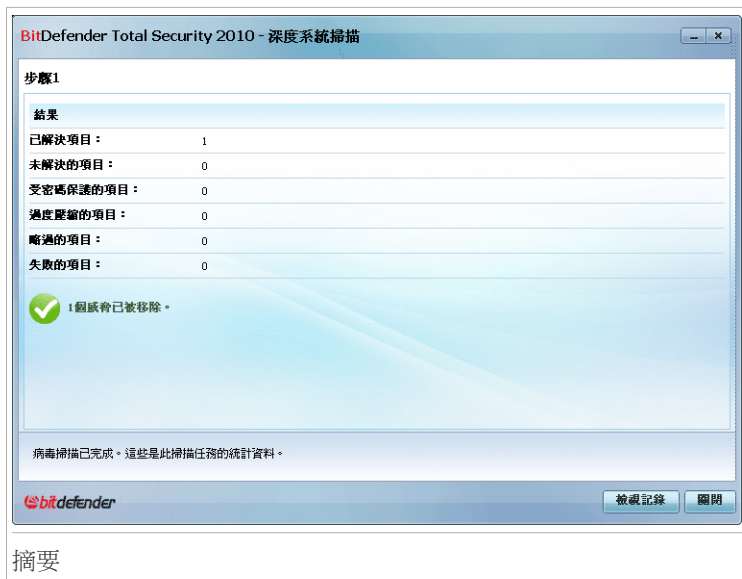 BitDefender Total Security 2010 - 深度系統掃描
步驟1
結果
已解決項目： 1
未解決的項目： 0
受密碼保護的項目： 0
過度壓縮的項目： 0
略過的項目： 0
失敗的項目： 0
1個威脅已被移除。
病毒掃描已完成。這些是此掃描任務的統計資料。
bitdefender
檢視記錄 關閉
摘要